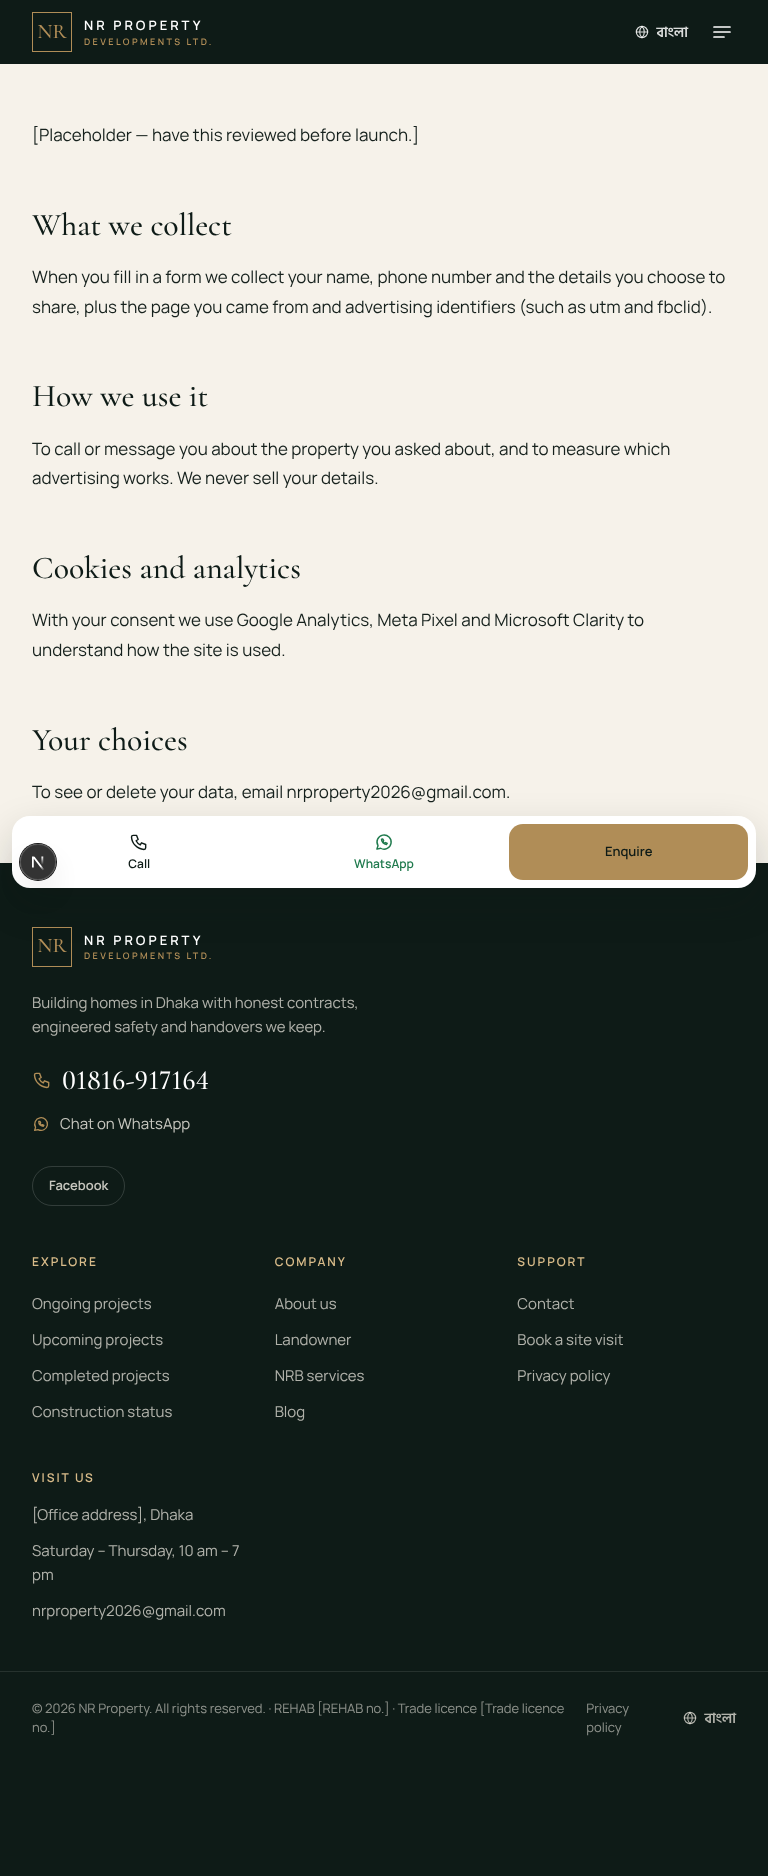 NR
NR PROPERTY
DEVELOPMENTS LTD.
বাংলা
[Placeholder — have this reviewed before launch.]
What we collect
When you fill in a form we collect your name, phone number and the details you choose to
share, plus the page you came from and advertising identifiers (such as utm and fbclid).
How we use it
To call or message you about the property you asked about, and to measure which
advertising works. We never sell your details.
Cookies and analytics
With your consent we use Google Analytics, Meta Pixel and Microsoft Clarity to
understand how the site is used.
Your choices
To see or delete your data, email nrproperty2026@gmail.com.
N
Call
WhatsApp
Enquire
NR
NR PROPERTY
DEVELOPMENTS LTD.
Building homes in Dhaka with honest contracts,
engineered safety and handovers we keep.
01816-917164
Chat on WhatsApp
Facebook
EXPLORE
Ongoing projects
Upcoming projects
Completed projects
Construction status
COMPANY
About us
Landowner
NRB services
Blog
SUPPORT
Contact
Book a site visit
Privacy policy
VISIT US
[Office address], Dhaka
Saturday – Thursday, 10 am – 7
pm
nrproperty2026@gmail.com
© 2026 NR Property. All rights reserved. · REHAB [REHAB no.] · Trade licence [Trade licence
no.]
Privacy
policy
বাংলা